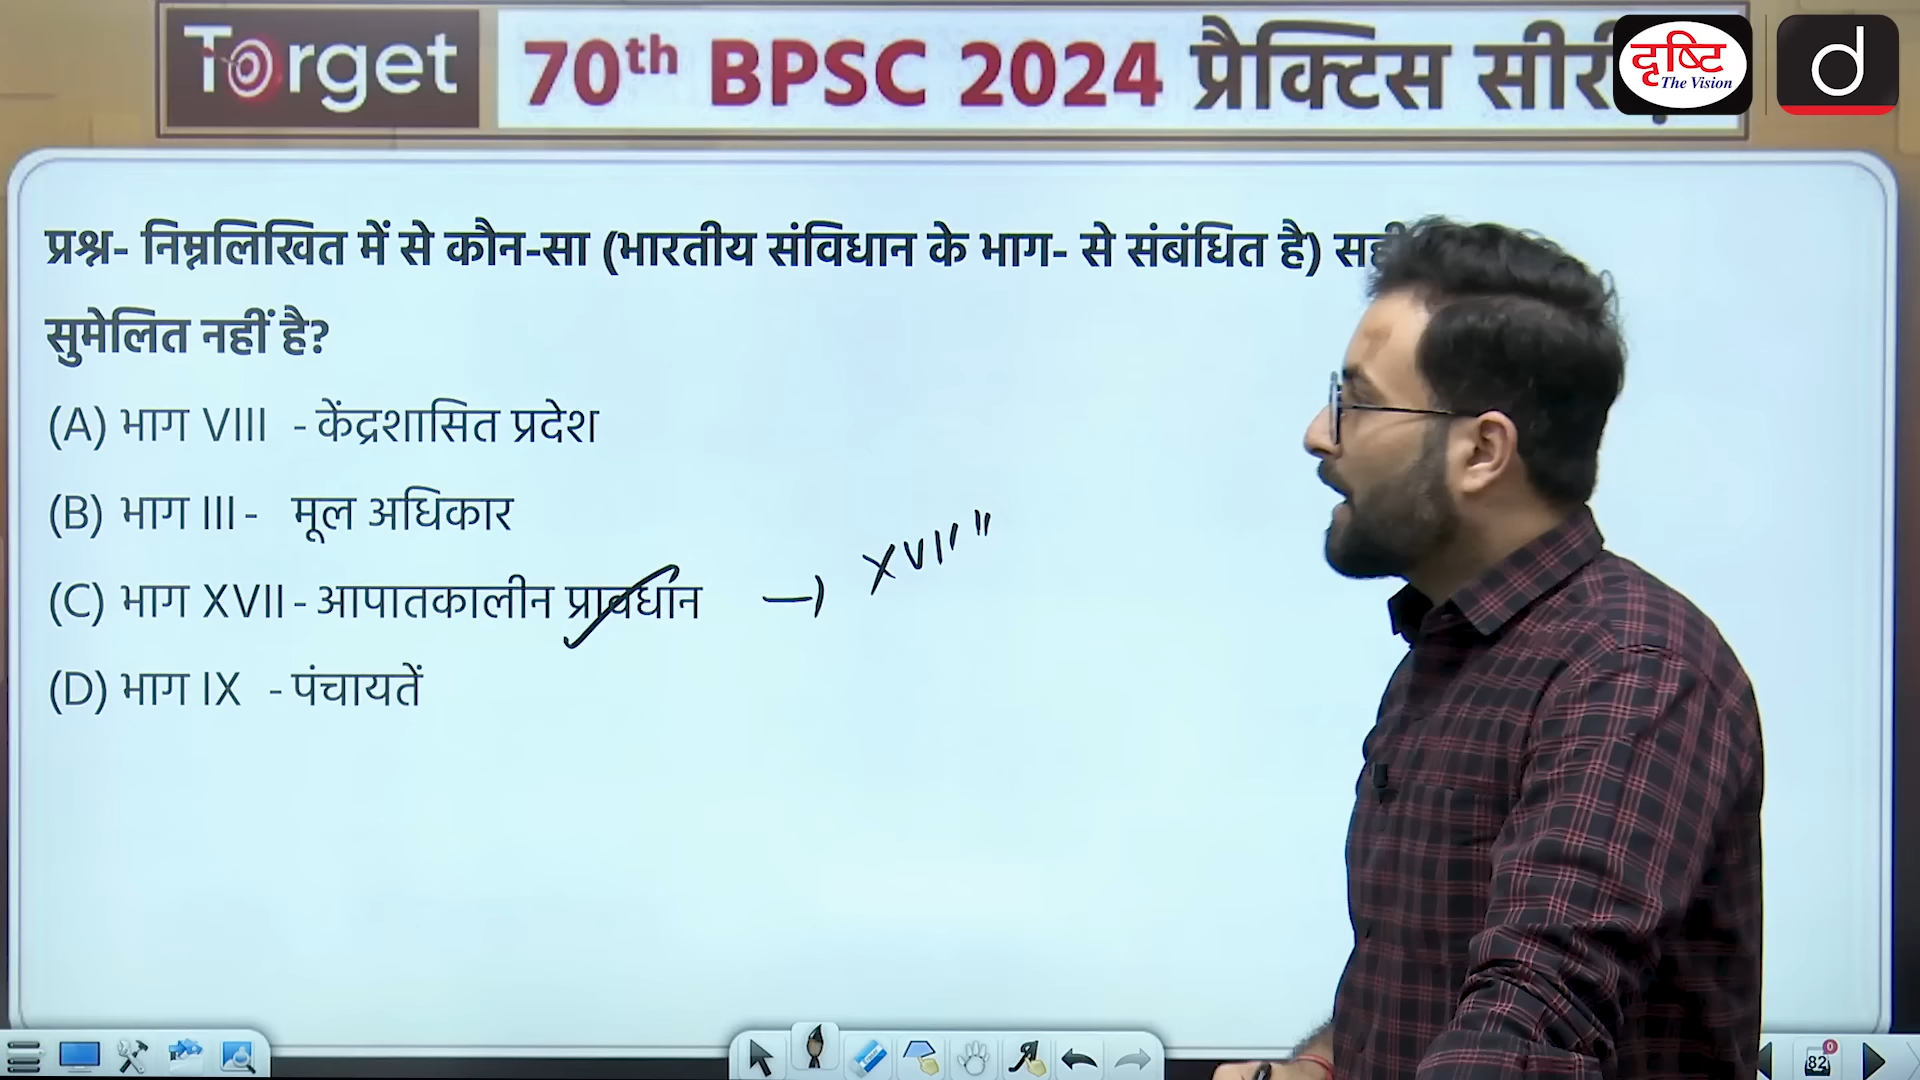 Target
70th BPSC 2024 प्रैक्टिस
दृष्टि
The Vision
d
प्रश्न- निम्नलिखित में से कौन-सा (भारतीय संविधान के भाग- से संबंधित है)
सुमेलित नहीं है?
(A) भाग VIII - केंद्रशासित प्रदेश
(B) भाग III - मूल अधिकार
(C) भाग XVII - आपातकालीन प्रावधान → XVIII
(D) भाग IX - पंचायतें
82
0